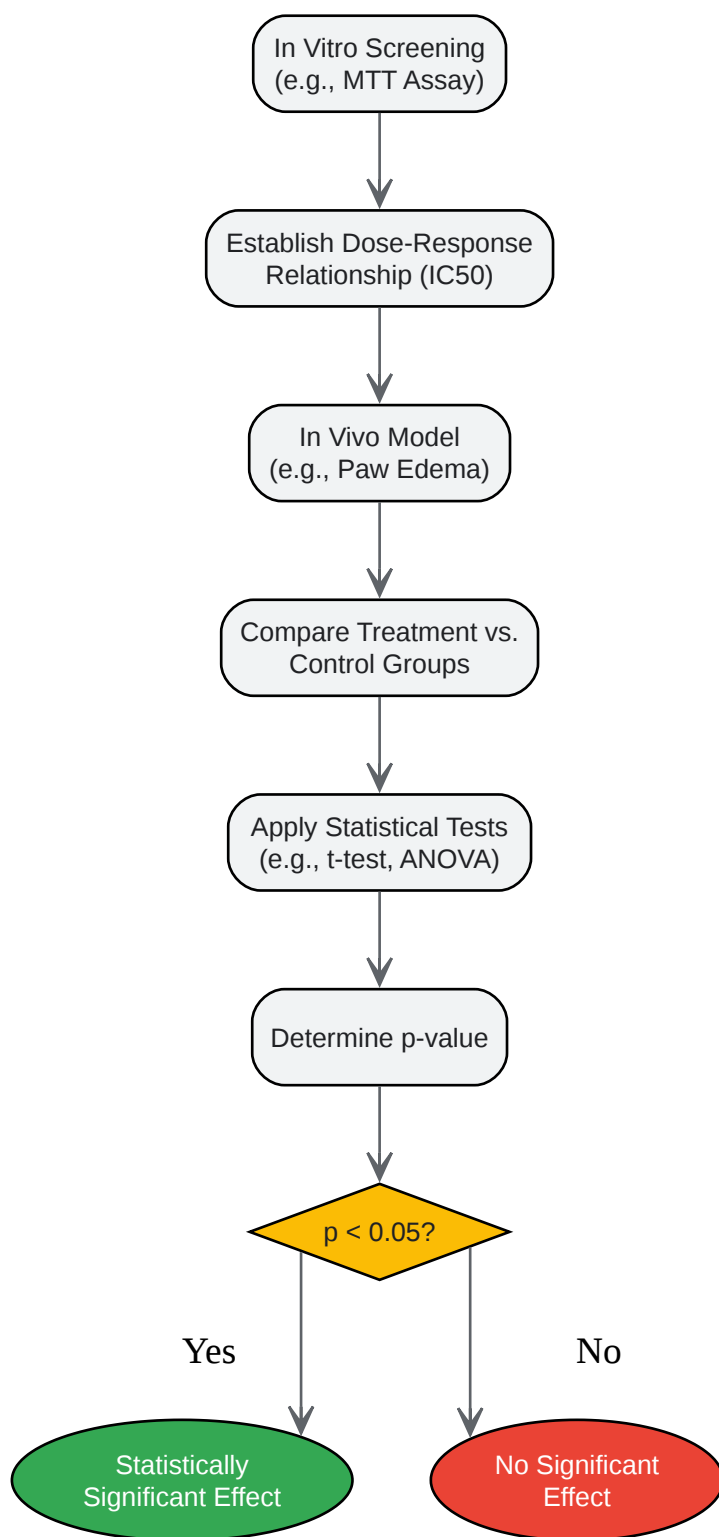 In Vitro Screening
(e.g., MTT Assay)
Establish Dose-Response
Relationship (IC50)
In Vivo Model
(e.g., Paw Edema)
Compare Treatment vs.
Control Groups
Apply Statistical Tests
(e.g., t-test, ANOVA)
Determine p-value
p < 0.05?
Yes
No
Statistically
Significant Effect
No Significant
Effect